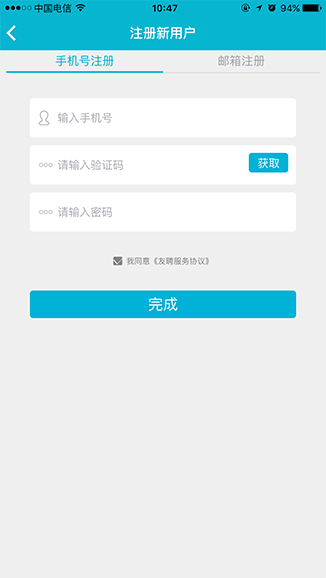 中国电信 10:47 94%
注册新用户
手机号注册 邮箱注册
输入手机号
请输入验证码 获取
请输入密码
我同意《友聘服务协议》
完成